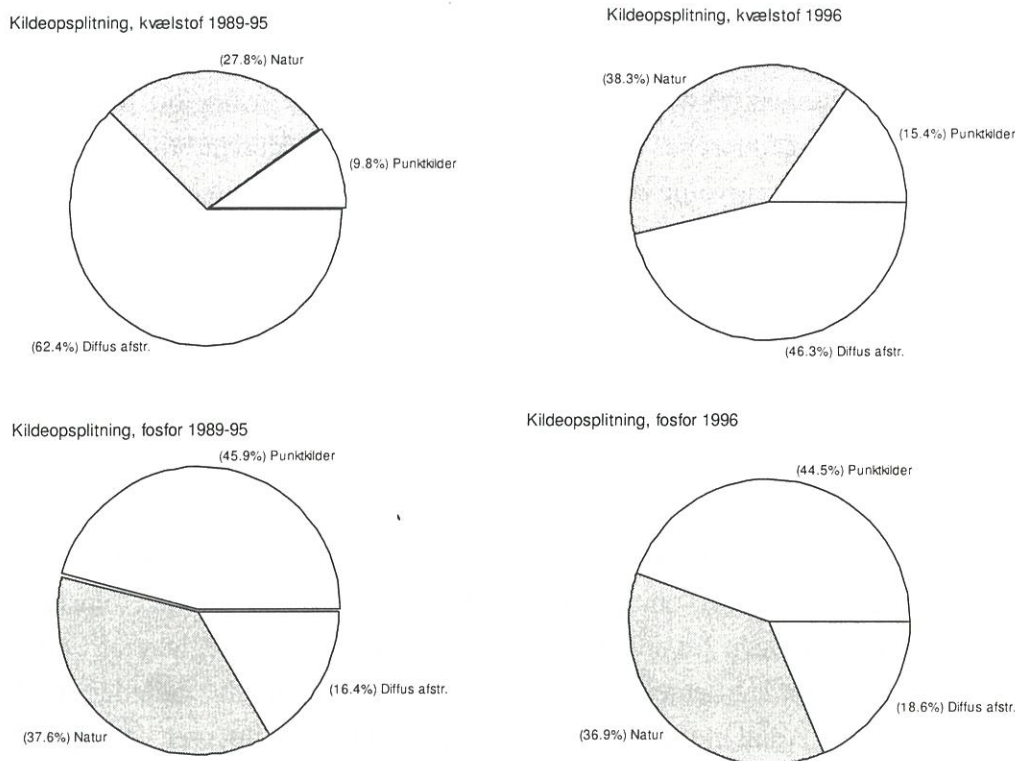 Kildeopsplitning, kvælstof 1989-95
(27.8%) Natur
(9.8%) Punktkilder
(62.4%) Diffus afstr.
Kildeopsplitning, kvælstof 1996
(38.3%) Natur
(15.4%) Punktkilder
(46.3%) Diffus afstr.
Kildeopsplitning, fosfor 1989-95
(45.9%) Punktkilder
(16.4%) Diffus afstr.
(37.6%) Natur
Kildeopsplitning, fosfor 1996
(44.5%) Punktkilder
(18.6%) Diffus afstr.
(36.9%) Natur